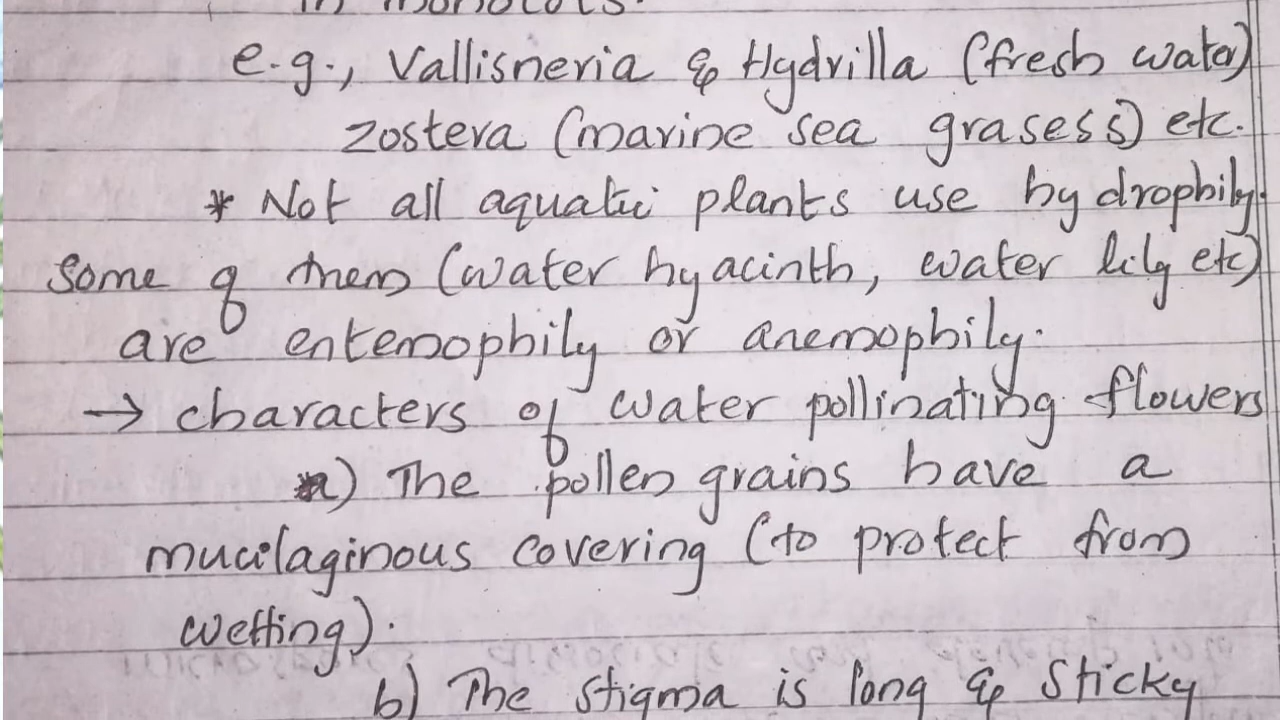 in monocots.
e.g., Vallisneria & Hydrilla (fresh water)
Zostera (marine sea grasess) etc.
* Not all aquatic plants use hydrophily.
Some of them (water hyacinth, water lily etc)
are entemophily or anemophily.
→ characters of water pollinating flowers
a) The pollen grains have a
mucilaginous covering (to protect from
wetting).
b) The stigma is long & sticky